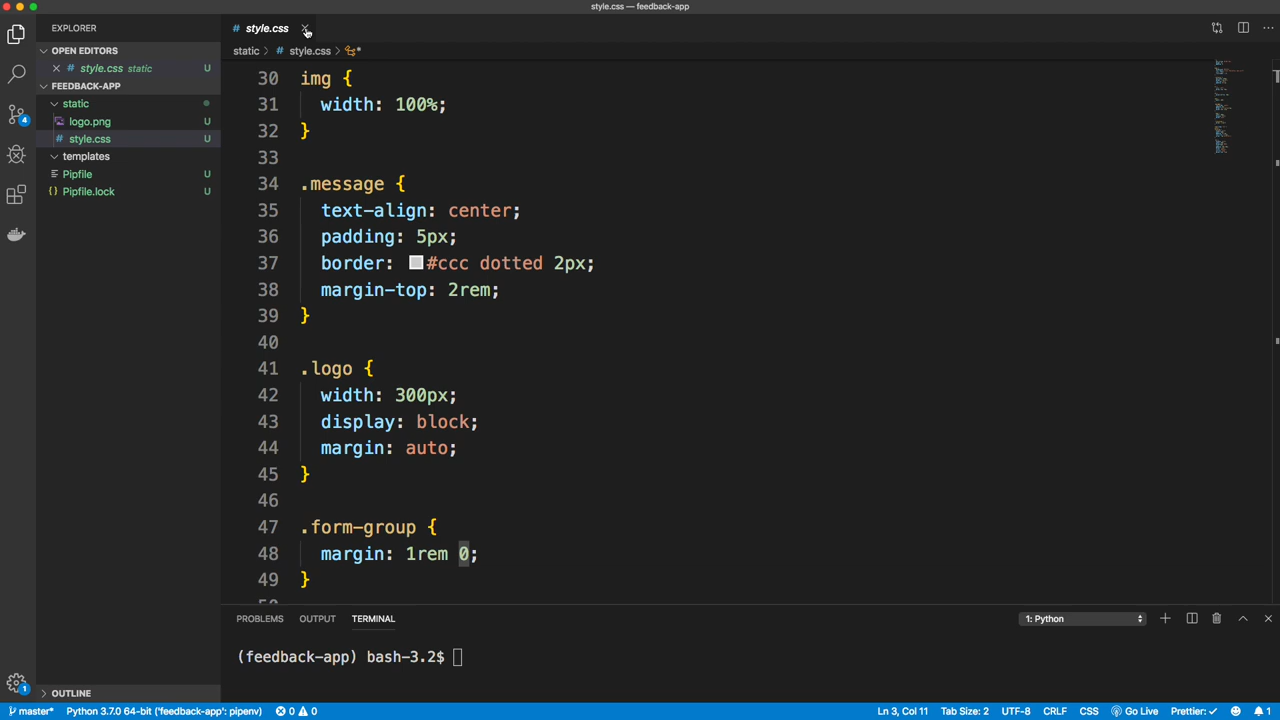 style.css — feedback-app
EXPLORER
# style.css
OPEN EDITORS
static > # style.css > *
# style.css static U
FEEDBACK-APP
static
logo.png U
# style.css U
templates
Pipfile U
{} Pipfile.lock U
4
30 img {
31 width: 100%;
32 }
33
34 .message {
35 text-align: center;
36 padding: 5px;
37 border: #ccc dotted 2px;
38 margin-top: 2rem;
39 }
40
41 .logo {
42 width: 300px;
43 display: block;
44 margin: auto;
45 }
46
47 .form-group {
48 margin: 1rem 0;
49 }
PROBLEMS OUTPUT TERMINAL 1: Python
(feedback-app) bash-3.2$
1
OUTLINE
master* Python 3.7.0 64-bit ('feedback-app': pipenv) 0 0 Ln 3, Col 11 Tab Size: 2 UTF-8 CRLF CSS Go Live Prettier: ✓ 1